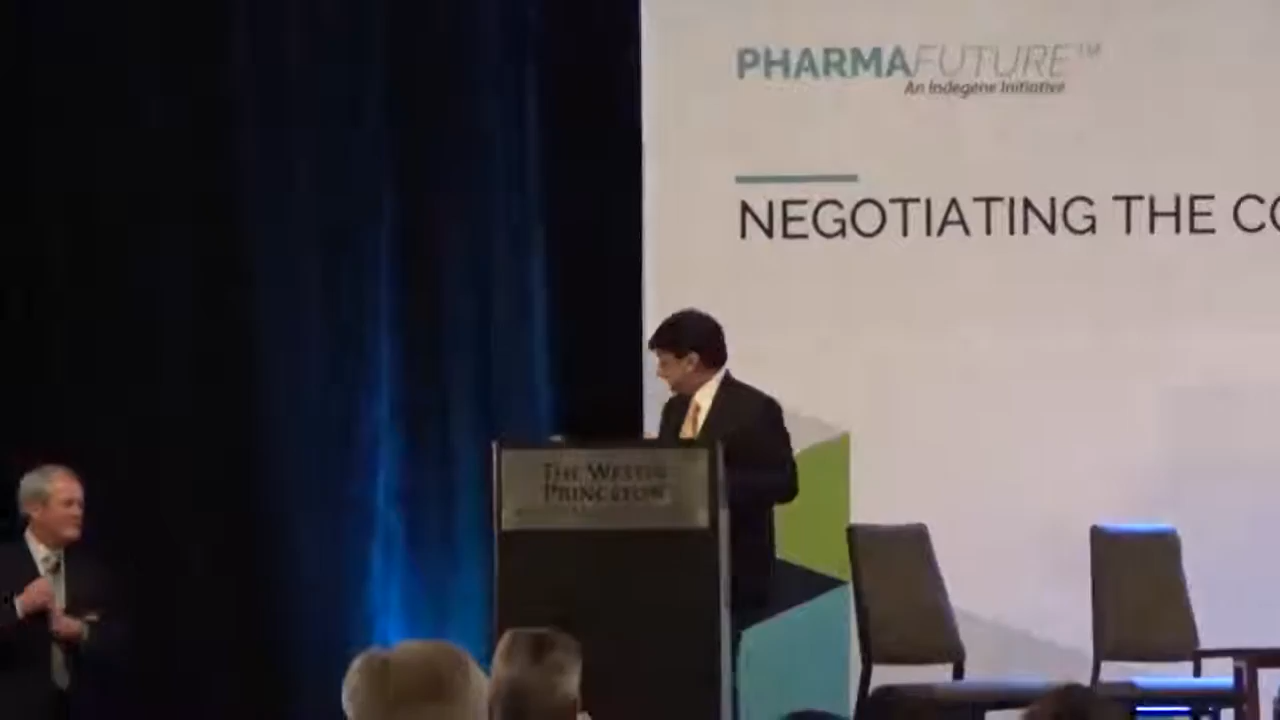 PHARMAFUTURE™
An Indegene Initiative
NEGOTIATING THE CO
THE WESTIN
PRINCETON